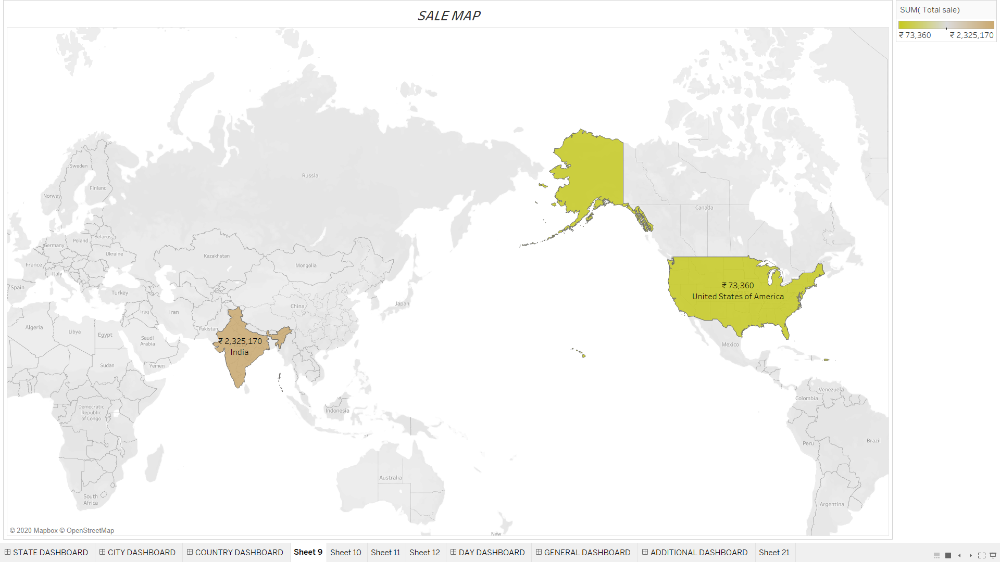 SALE MAP
SUM( Total sale)
₹ 73,360
₹ 2,325,170
Sweden
Finland
Norway
Russia
Canada
Germany
Poland
Belarus
Ukraine
France
Italy
Spain
Turkey
Kazakhstan
Mongolia
China
Japan
₹ 73,360
United States of America
Iraq
Iran
Pakistan
Algeria
Libya
Egypt
Saudi
Arabia
₹ 2,325,170
India
Mexico
Sudan
Yemen
Venezuela
Colombia
Democratic
Republic
of Congo
Indonesia
Peru
Brazil
Australia
South
Africa
Argentina
New
© 2020 Mapbox © OpenStreetMap
STATE DASHBOARD
CITY DASHBOARD
COUNTRY DASHBOARD
Sheet 9
Sheet 10
Sheet 11
Sheet 12
DAY DASHBOARD
GENERAL DASHBOARD
ADDITIONAL DASHBOARD
Sheet 21